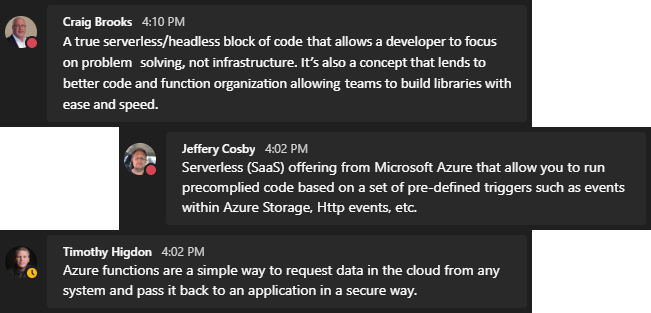 Craig Brooks 4:10 PM
A true serverless/headless block of code that allows a developer to focus
on problem solving, not infrastructure. It's also a concept that lends to
better code and function organization allowing teams to build libraries with
ease and speed.
Jeffery Cosby 4:02 PM
Serverless (SaaS) offering from Microsoft Azure that allow you to run
precomplied code based on a set of pre-defined triggers such as events
within Azure Storage, Http events, etc.
Timothy Higdon 4:02 PM
Azure functions are a simple way to request data in the cloud from any
system and pass it back to an application in a secure way.